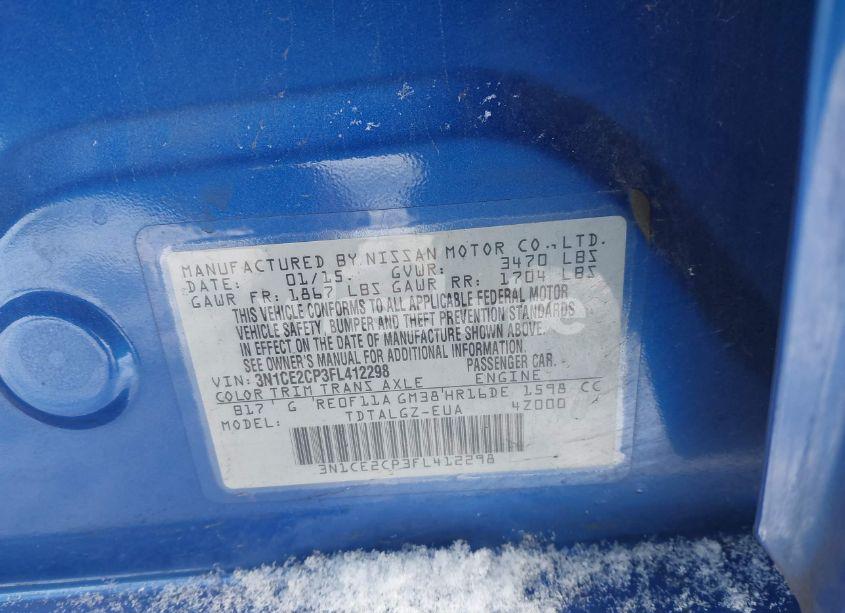 MANUFACTURED BY NISSAN MOTOR CO., LTD.
DATE: 01/15 GVWR: 3470 LBS
GAWR FR: 1867 LBS GAWR RR: 1704 LBS
THIS VEHICLE CONFORMS TO ALL APPLICABLE FEDERAL MOTOR
VEHICLE SAFETY, BUMPER AND THEFT PREVENTION STANDARDS
IN EFFECT ON THE DATE OF MANUFACTURE SHOWN ABOVE.
SEE OWNER'S MANUAL FOR ADDITIONAL INFORMATION.
VIN: 3N1CE2CP3FL412298 PASSENGER CAR
COLOR TRIM TRANS AXLE ENGINE
B17 G RE0F11A GM38 HR16DE 1598 CC
MODEL: TDTALGZ-EUA 4Z000
3N1CE2CP3FL412298